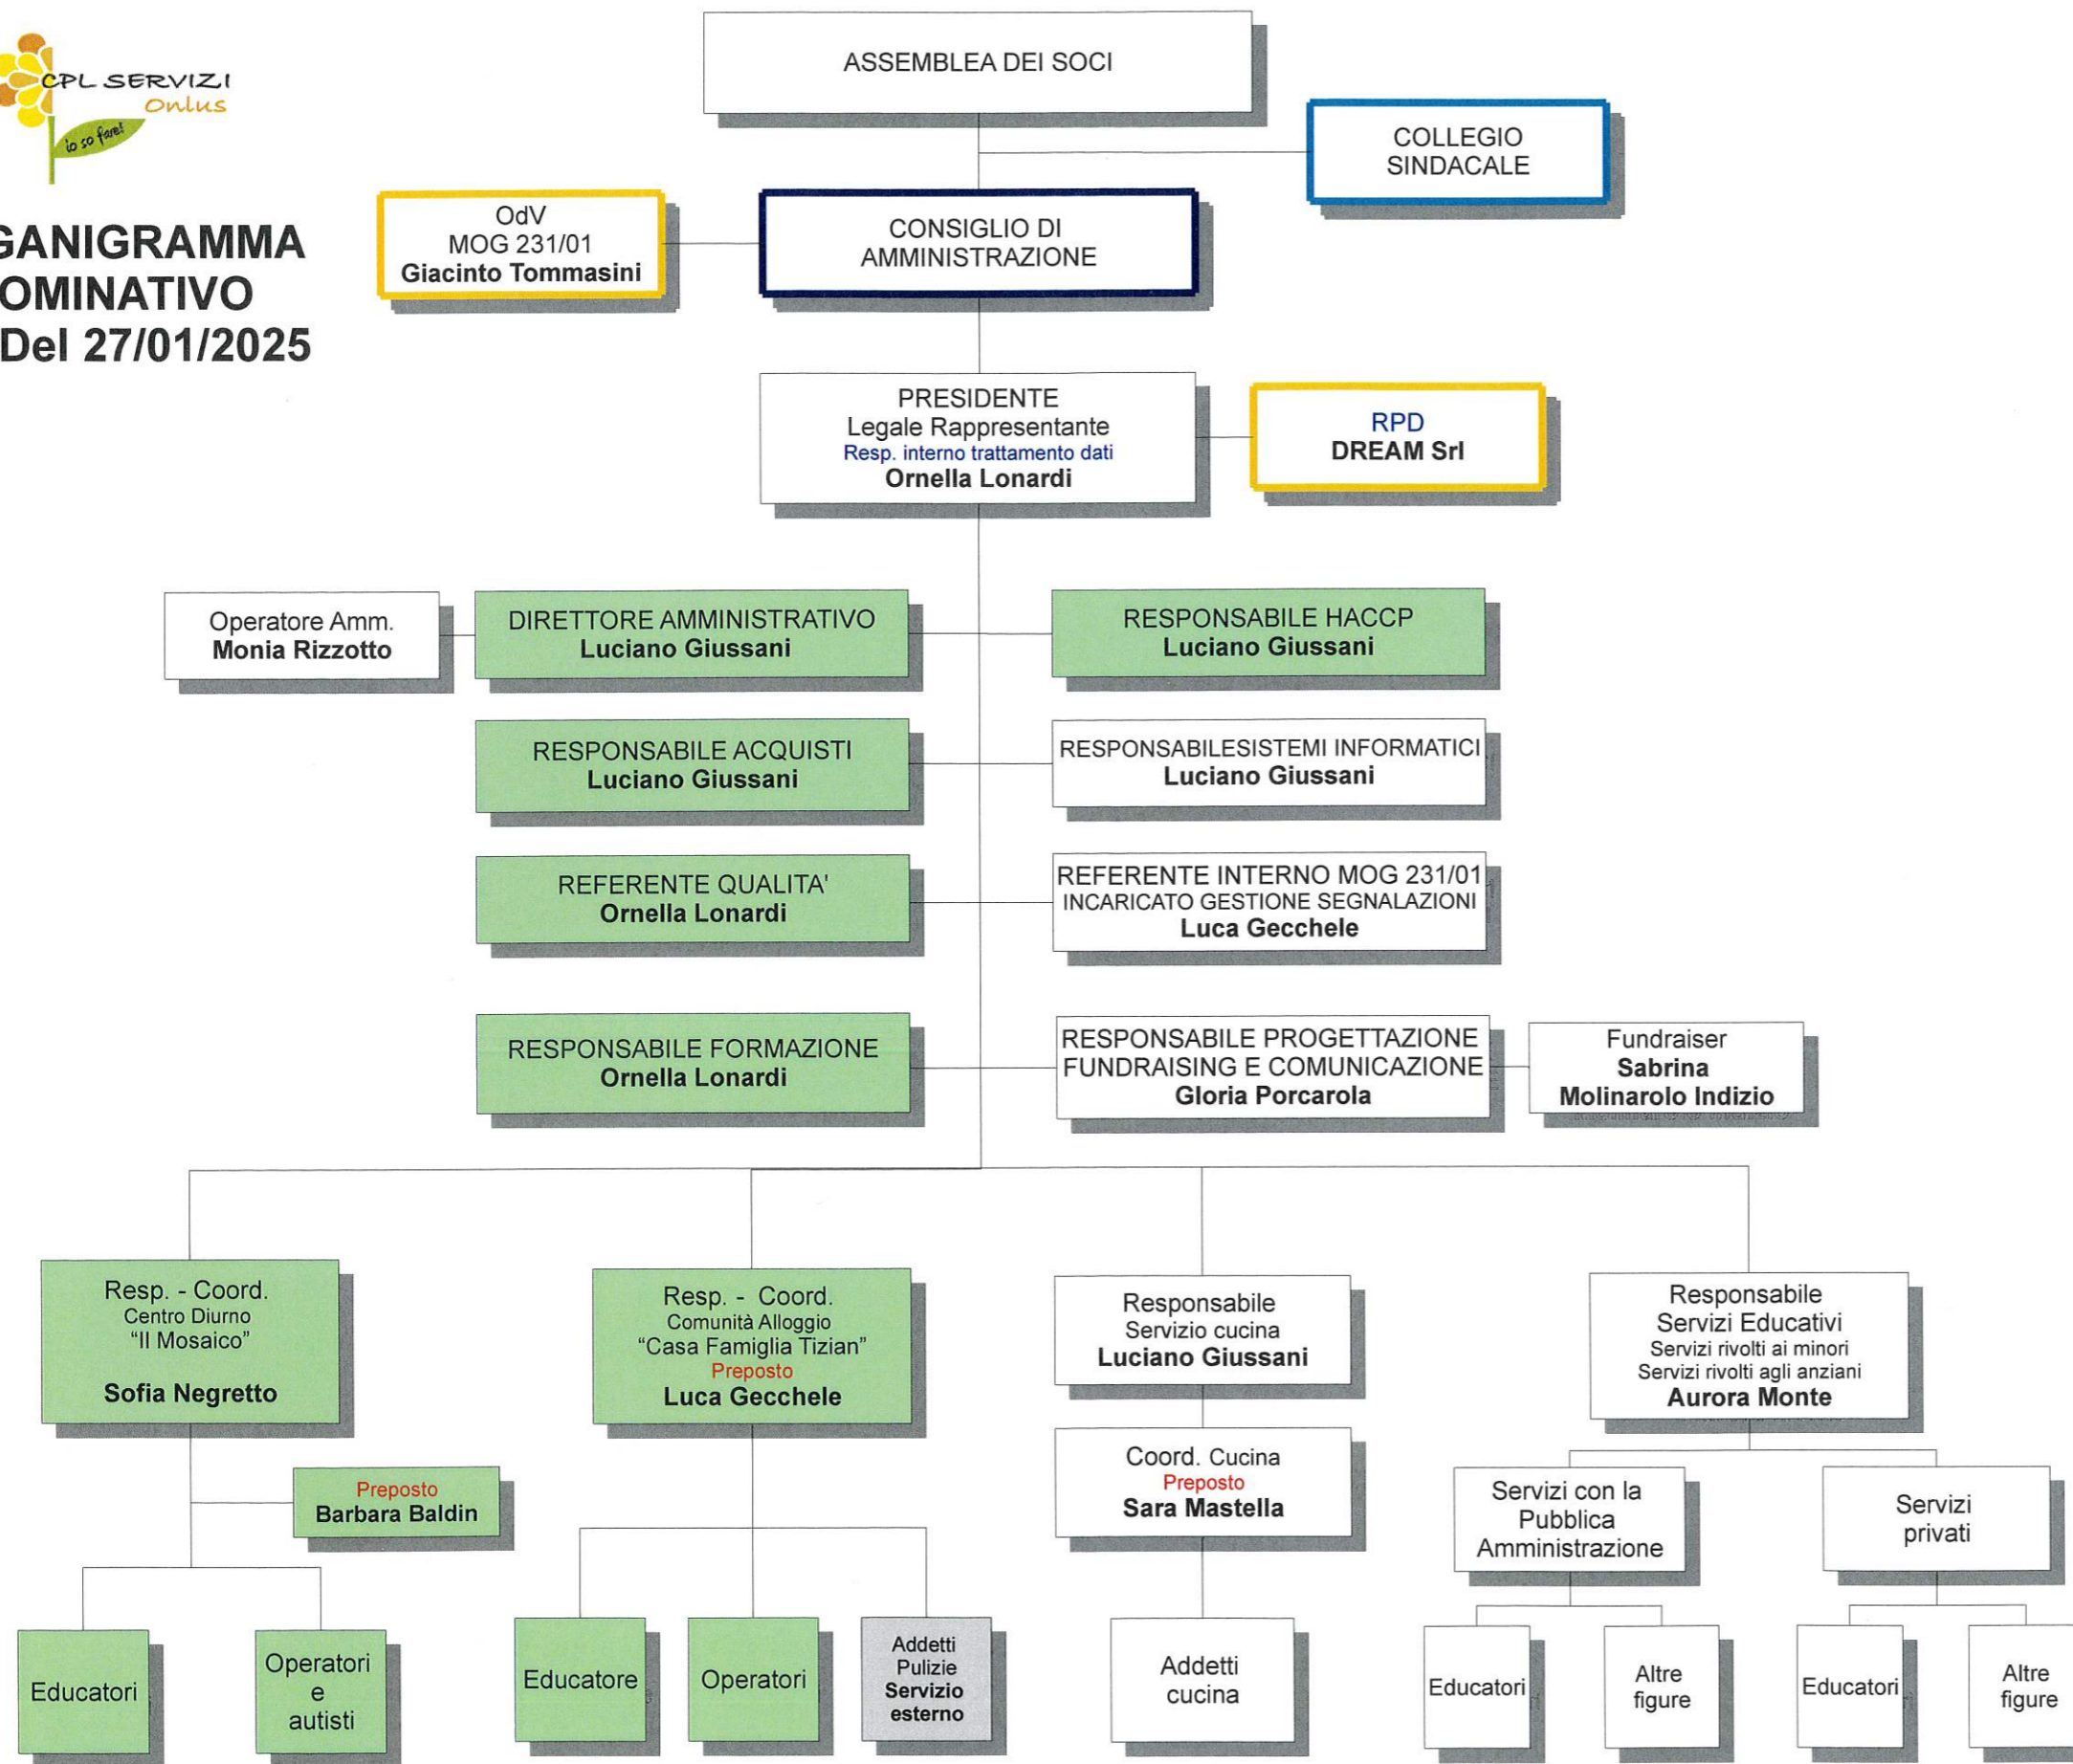 CPL SERVIZI
Onlus
io so fare!
GANIGRAMMA
OMINATIVO
Del 27/01/2025
ASSEMBLEA DEI SOCI
COLLEGIO
SINDACALE
OdV
MOG 231/01
Giacinto Tommasini
CONSIGLIO DI
AMMINISTRAZIONE
PRESIDENTE
Legale Rappresentante
Resp. interno trattamento dati
Ornella Lonardi
RPD
DREAM Srl
Operatore Amm.
Monia Rizzotto
DIRETTORE AMMINISTRATIVO
Luciano Giussani
RESPONSABILE HACCP
Luciano Giussani
RESPONSABILE ACQUISTI
Luciano Giussani
RESPONSABILESISTEMI INFORMATICI
Luciano Giussani
REFERENTE QUALITA'
Ornella Lonardi
REFERENTE INTERNO MOG 231/01
INCARICATO GESTIONE SEGNALAZIONI
Luca Gecchele
RESPONSABILE FORMAZIONE
Ornella Lonardi
RESPONSABILE PROGETTAZIONE
FUNDRAISING E COMUNICAZIONE
Gloria Porcarola
Fundraiser
Sabrina
Molinarolo Indizio
Resp. - Coord.
Centro Diurno
“Il Mosaico”
Sofia Negretto
Resp. - Coord.
Comunità Alloggio
“Casa Famiglia Tizian”
Preposto
Luca Gecchele
Responsabile
Servizio cucina
Luciano Giussani
Responsabile
Servizi Educativi
Servizi rivolti ai minori
Servizi rivolti agli anziani
Aurora Monte
Preposto
Barbara Baldin
Coord. Cucina
Preposto
Sara Mastella
Servizi con la
Pubblica
Amministrazione
Servizi
privati
Educatori
Operatori
e
autisti
Educatore
Operatori
Addetti
Pulizie
Servizio
esterno
Addetti
cucina
Educatori
Altre
figure
Educatori
Altre
figure